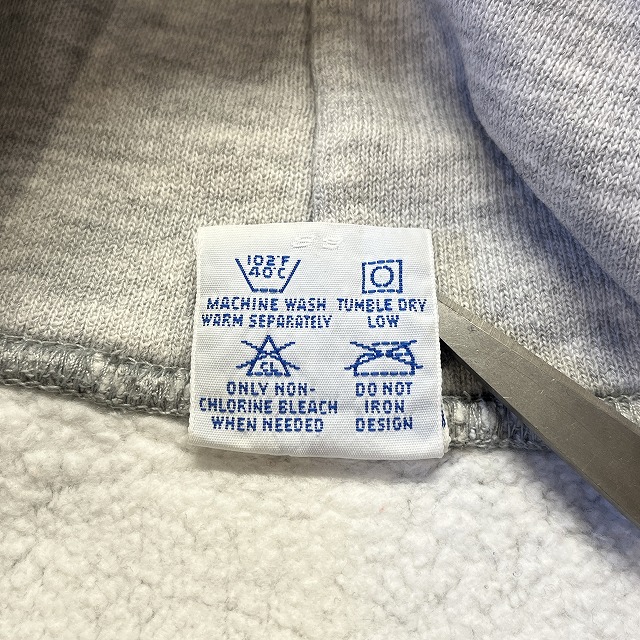 102°F
40°C
MACHINE WASH
WARM SEPARATELY
TUMBLE DRY
LOW
CL
ONLY NON-
CHLORINE BLEACH
WHEN NEEDED
DO NOT
IRON
DESIGN